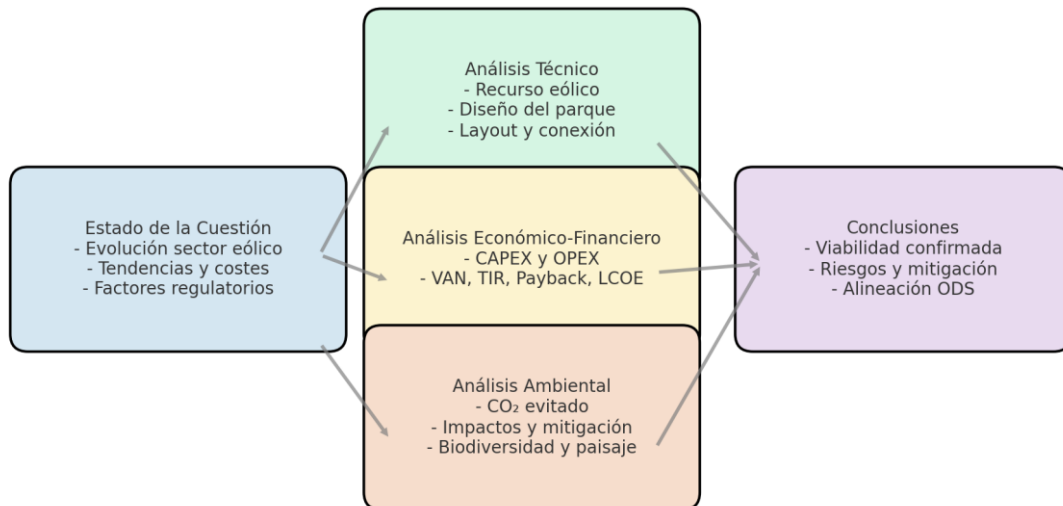 Estado de la Cuestión
- Evolución sector eólico
- Tendencias y costes
- Factores regulatorios
Análisis Técnico
- Recurso eólico
- Diseño del parque
- Layout y conexión
Análisis Económico-Financiero
- CAPEX y OPEX
- VAN, TIR, Payback, LCOE
Análisis Ambiental
- CO₂ evitado
- Impactos y mitigación
- Biodiversidad y paisaje
Conclusiones
- Viabilidad confirmada
- Riesgos y mitigación
- Alineación ODS